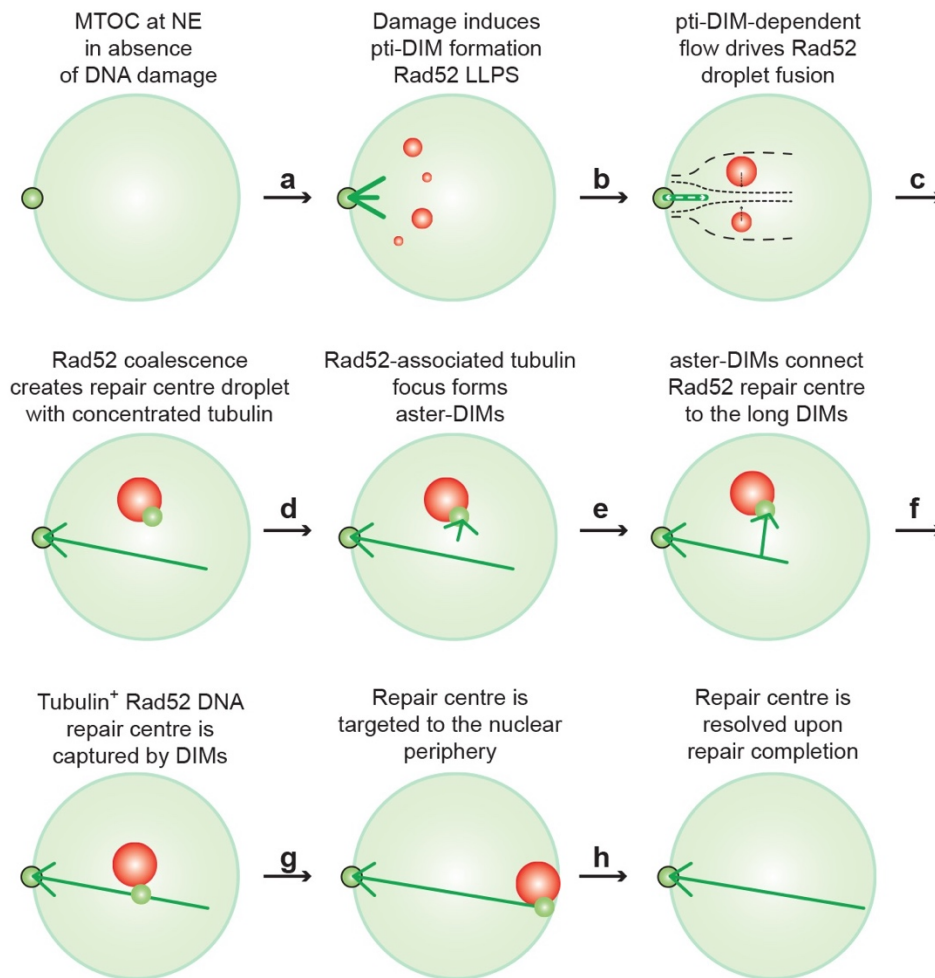 MTOC at NE
in absence
of DNA damage
Damage induces
pti-DIM formation
Rad52 LLPS
pti-DIM-dependent
flow drives Rad52
droplet fusion
a
b
c
Rad52 coalescence
creates repair centre droplet
with concentrated tubulin
Rad52-associated tubulin
focus forms
aster-DIMs
aster-DIMs connect
Rad52 repair centre
to the long DIMs
d
e
f
Tubulin⁺ Rad52 DNA
repair centre is
captured by DIMs
Repair centre is
targeted to the nuclear
periphery
Repair centre is
resolved upon
repair completion
g
h